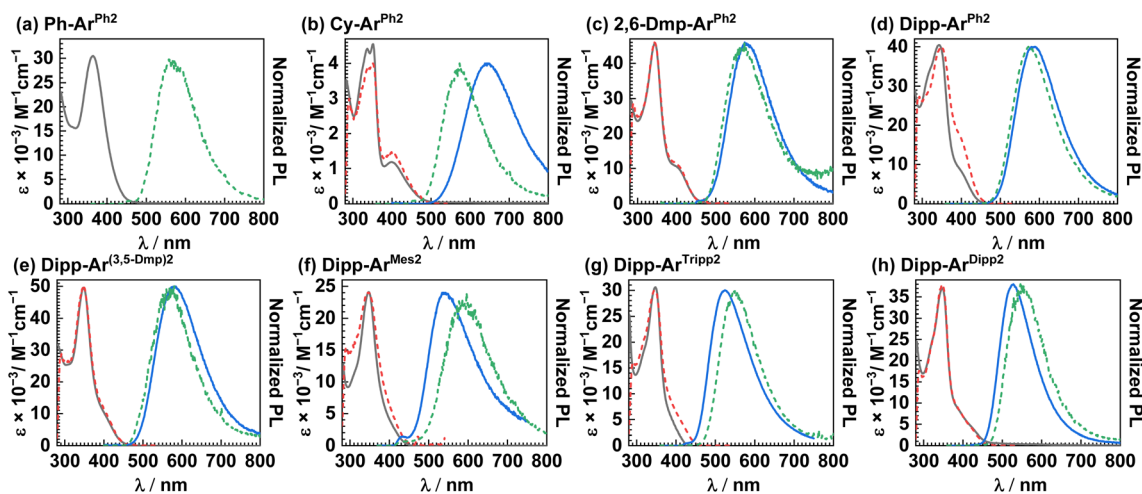 (a) Ph-Ar^Ph2
ε × 10⁻³/ M⁻¹cm⁻¹
35
30
25
20
15
10
5
0
300 400 500 600 700 800
λ / nm
Normalized PL
(b) Cy-Ar^Ph2
ε × 10⁻³/ M⁻¹cm⁻¹
4
3
2
1
0
300 400 500 600 700 800
λ / nm
Normalized PL
(c) 2,6-Dmp-Ar^Ph2
ε × 10⁻³/ M⁻¹cm⁻¹
40
30
20
10
0
300 400 500 600 700 800
λ / nm
Normalized PL
(d) Dipp-Ar^Ph2
ε × 10⁻³/ M⁻¹cm⁻¹
40
30
20
10
0
300 400 500 600 700 800
λ / nm
Normalized PL
(e) Dipp-Ar^(3,5-Dmp)2
ε × 10⁻³/ M⁻¹cm⁻¹
50
40
30
20
10
0
300 400 500 600 700 800
λ / nm
Normalized PL
(f) Dipp-Ar^Mes2
ε × 10⁻³/ M⁻¹cm⁻¹
25
20
15
10
5
0
300 400 500 600 700 800
λ / nm
Normalized PL
(g) Dipp-Ar^Tripp2
ε × 10⁻³/ M⁻¹cm⁻¹
30
25
20
15
10
5
0
300 400 500 600 700 800
λ / nm
Normalized PL
(h) Dipp-Ar^Dipp2
ε × 10⁻³/ M⁻¹cm⁻¹
35
30
25
20
15
10
5
0
300 400 500 600 700 800
λ / nm
Normalized PL